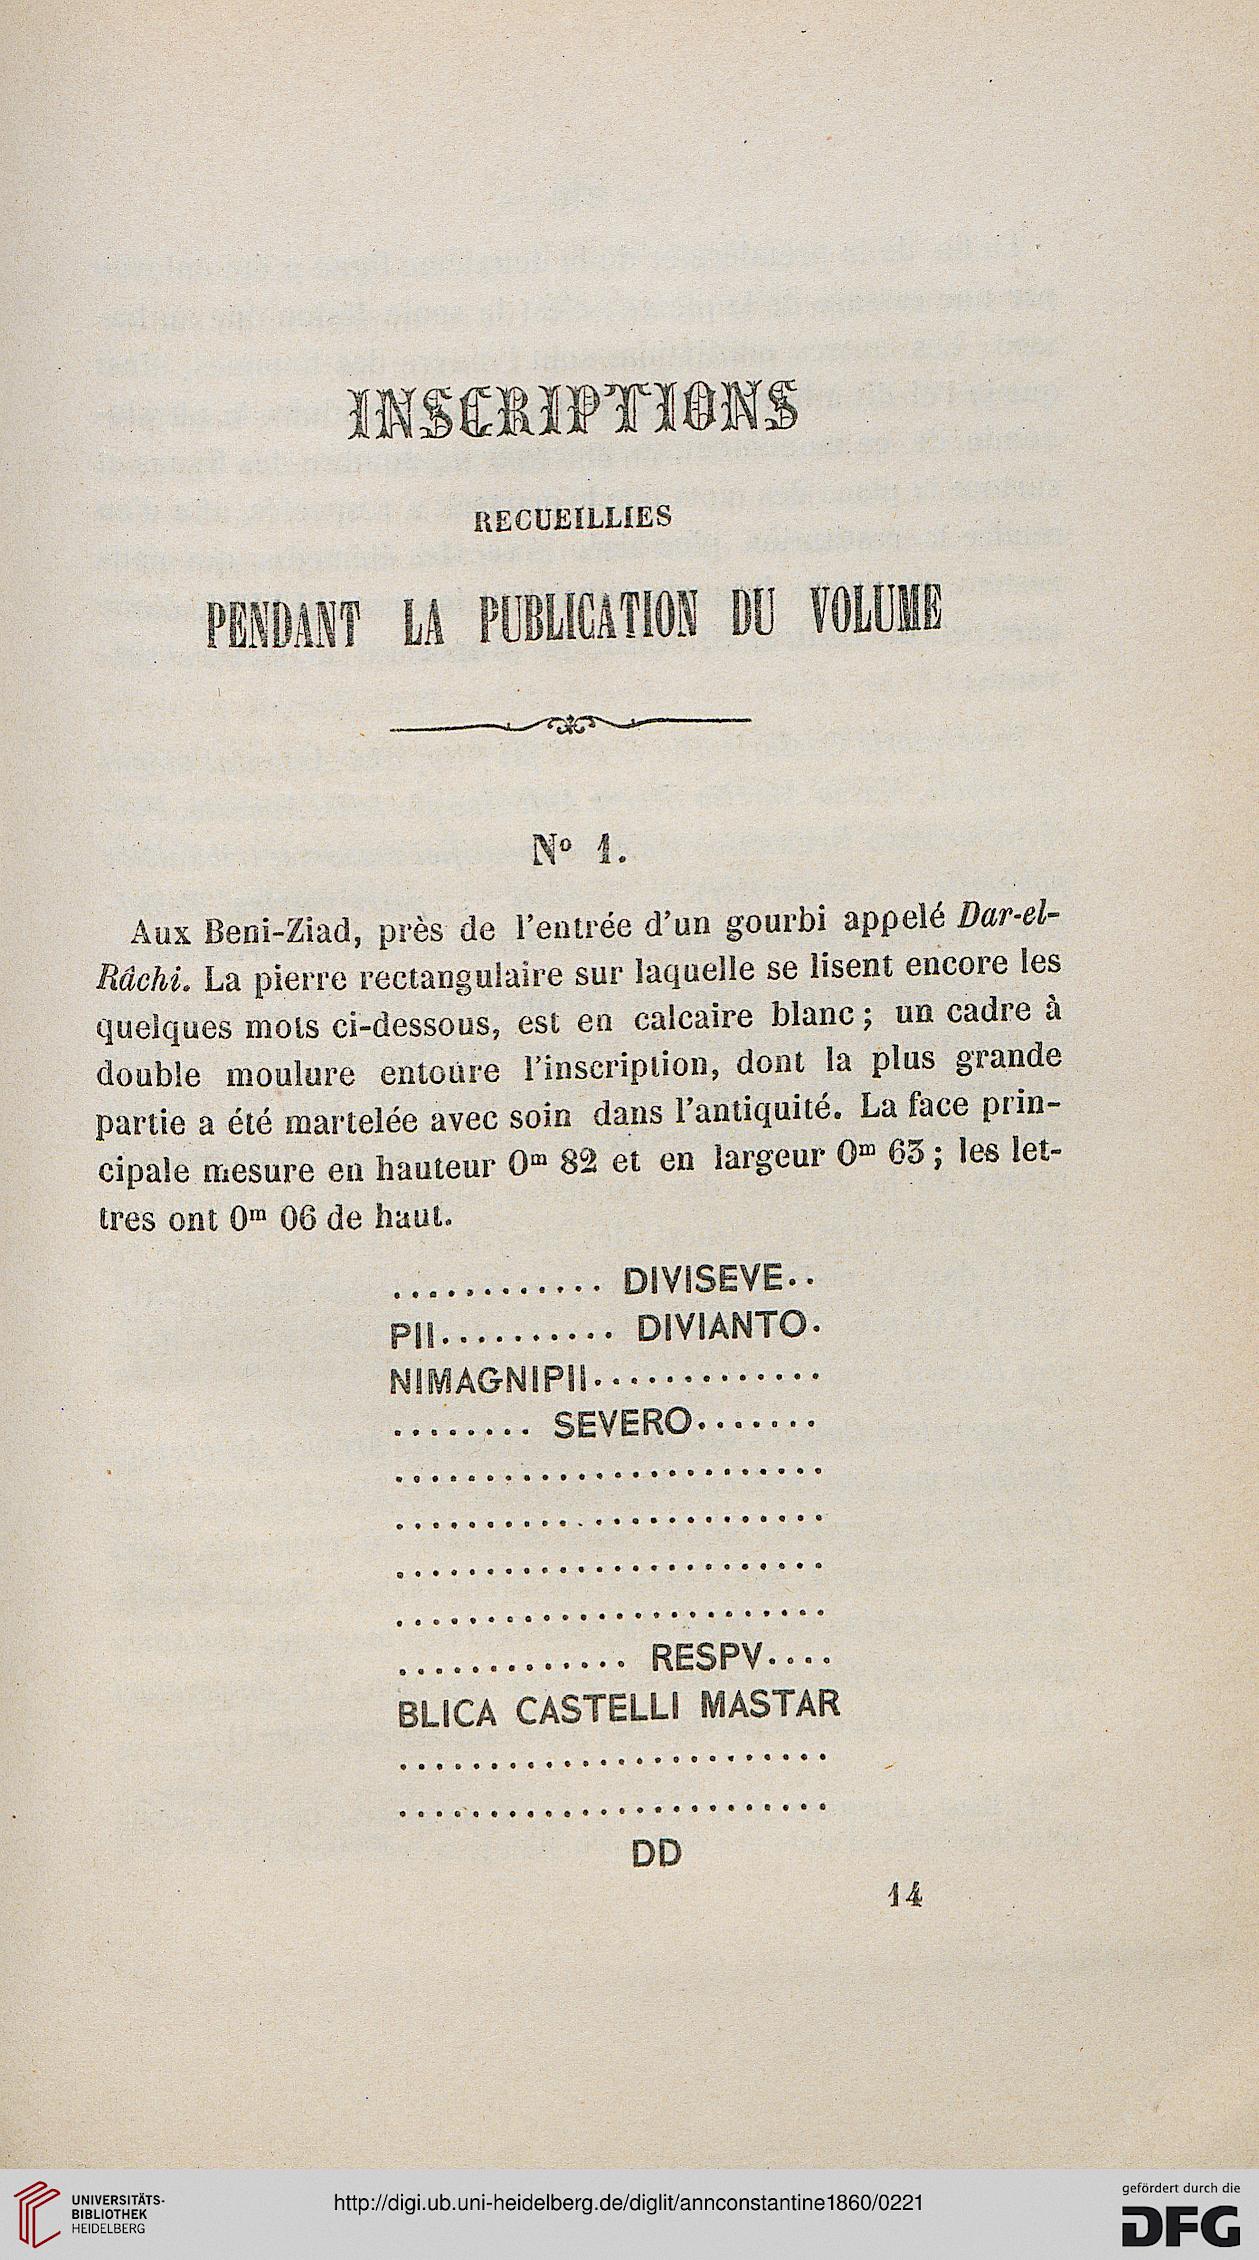 INSCRIPTIONS
RECUEILLIES
PENDANT LA PUBLICATION DU VOLUME
N° 1.
Aux Beni-Ziad, près de l'entrée d'un gourbi appelé Dar-el-
Râchi. La pierre rectangulaire sur laquelle se lisent encore les
quelques mots ci-dessous, est en calcaire blanc; un cadre à
double moulure entoure l'inscription, dont la plus grande
partie a été martelée avec soin dans l'antiquité. La face prin-
cipale mesure en hauteur 0m 82 et en largeur 0m 63; les let-
tres ont 0m 06 de haut.
............ DIVISEVE..
PII.......... DIVIANTO.
NIMAGNIPII.............
........ SEVERO.......
........................
........................
........................
........................
............. RESPV....
BLICA CASTELLI MASTAR
........................
........................
DD
14
UNIVERSITÄTS-
BIBLIOTHEK
HEIDELBERG
http://digi.ub.uni-heidelberg.de/diglit/annconstantine1860/0221
gefördert durch die
DFG